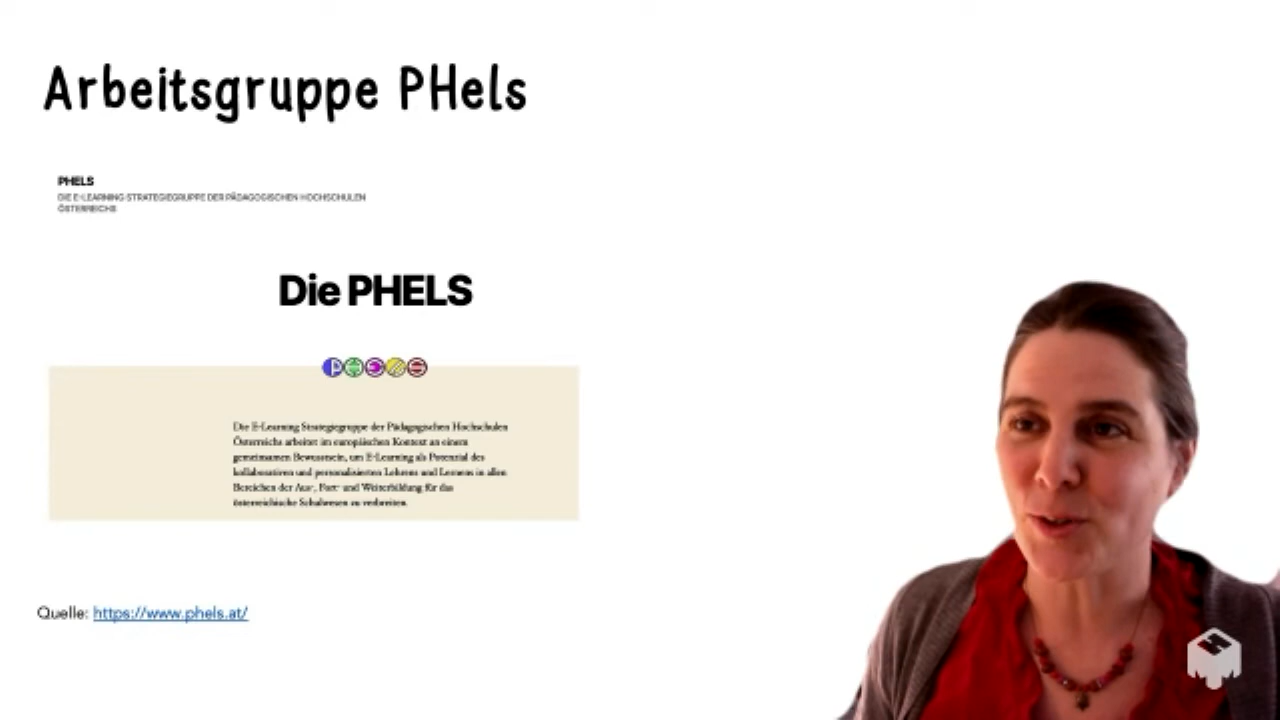 Arbeitsgruppe PHels
PHELS
DIE E-LEARNING STRATEGIEGRUPPE DER PÄDAGOGISCHEN HOCHSCHULEN
ÖSTERREICHS
Die PHELS
Die E-Learning Strategiegruppe der Pädagogischen Hochschulen
Österreichs arbeitet im europäischen Kontext an einem
gemeinsamen Bewusstsein, um E-Learning als Potenzial des
kollaborativen und personalisierten Lehrens und Lernens in allen
Bereichen der Aus-, Fort- und Weiterbildung für das
österreichische Schulwesen zu verbreiten.
Quelle: https://www.phels.at/